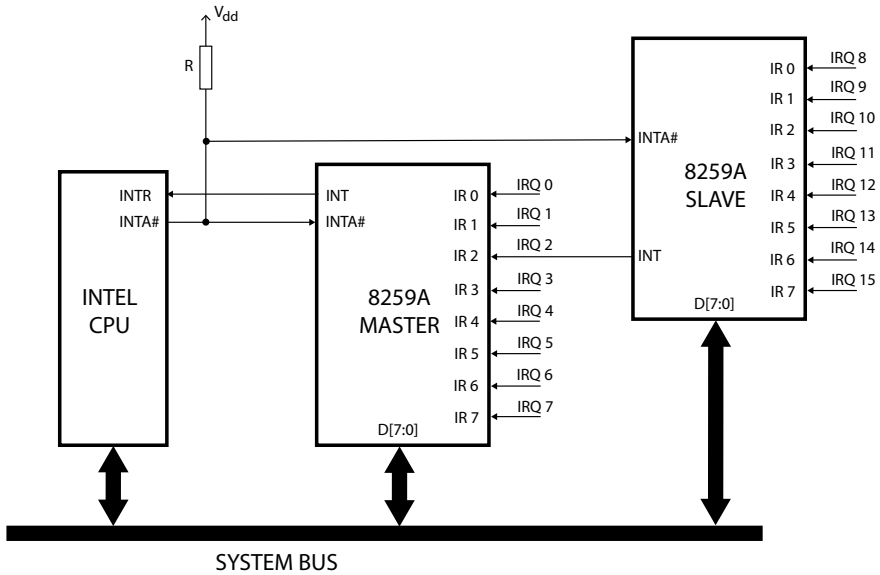 Vdd
R
INTEL
CPU
INTR
INTA#
8259A
MASTER
INT
INTA#
IR 0
IR 1
IR 2
IR 3
IR 4
IR 5
IR 6
IR 7
D[7:0]
IRQ 0
IRQ 1
IRQ 2
IRQ 3
IRQ 4
IRQ 5
IRQ 6
IRQ 7
8259A
SLAVE
INTA#
INT
IR 0
IR 1
IR 2
IR 3
IR 4
IR 5
IR 6
IR 7
D[7:0]
IRQ 8
IRQ 9
IRQ 10
IRQ 11
IRQ 12
IRQ 13
IRQ 14
IRQ 15
SYSTEM BUS